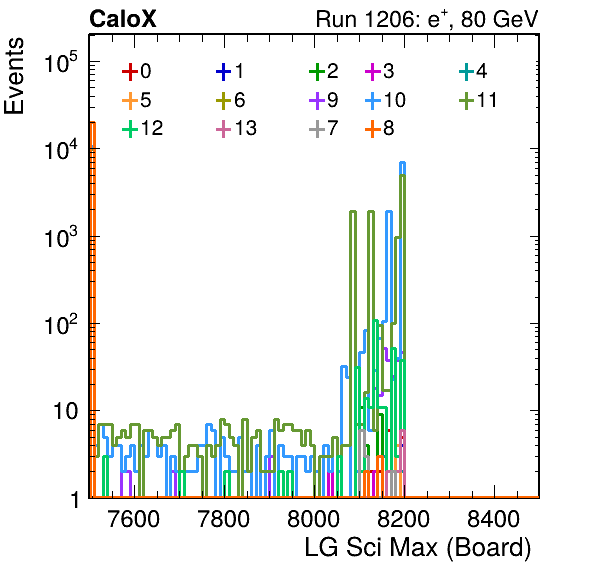 CaloX Run 1206: e⁺, 80 GeV
Events
0 1 2 3 4
5 6 9 10 11
12 13 7 8
10⁵
10⁴
10³
10²
10
1
7600 7800 8000 8200 8400
LG Sci Max (Board)